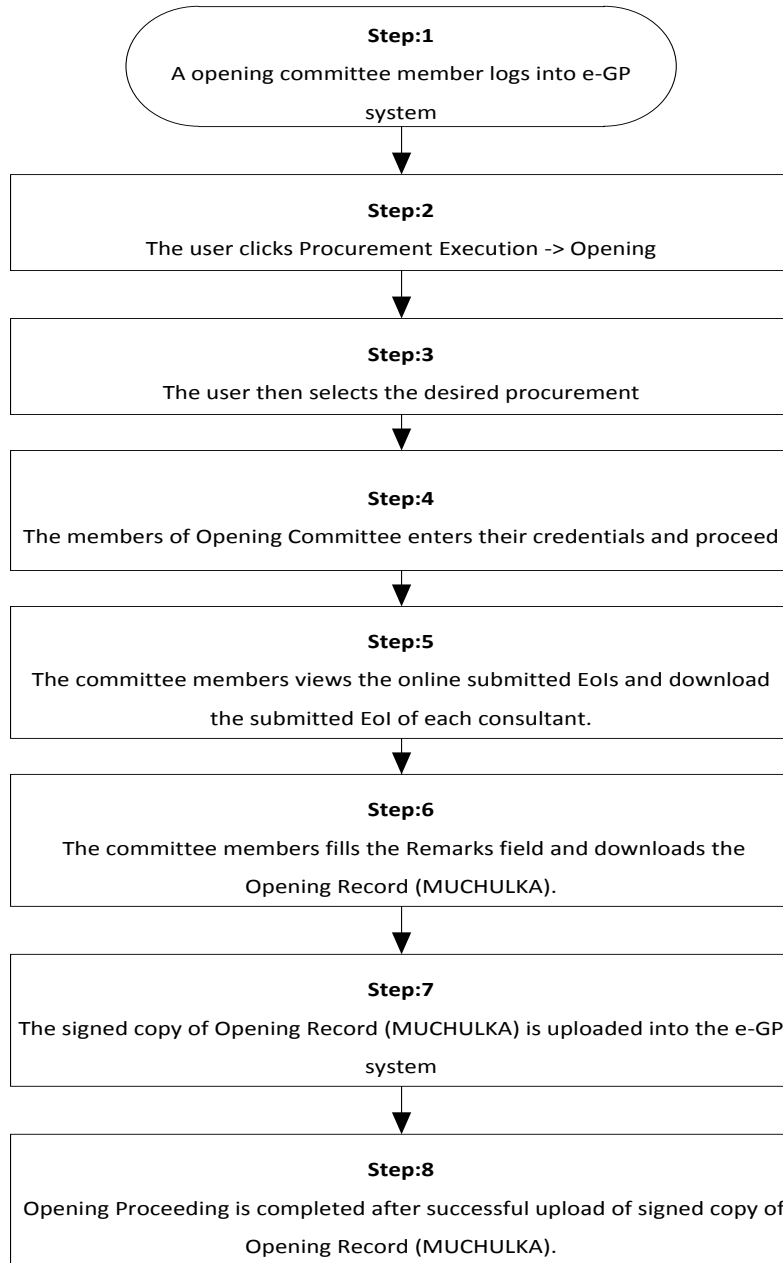 Step:1
A opening committee member logs into e-GP
system
Step:2
The user clicks Procurement Execution -> Opening
Step:3
The user then selects the desired procurement
Step:4
The members of Opening Committee enters their credentials and proceed
Step:5
The committee members views the online submitted EoIs and download
the submitted EoI of each consultant.
Step:6
The committee members fills the Remarks field and downloads the
Opening Record (MUCHULKA).
Step:7
The signed copy of Opening Record (MUCHULKA) is uploaded into the e-GP
system
Step:8
Opening Proceeding is completed after successful upload of signed copy of
Opening Record (MUCHULKA).